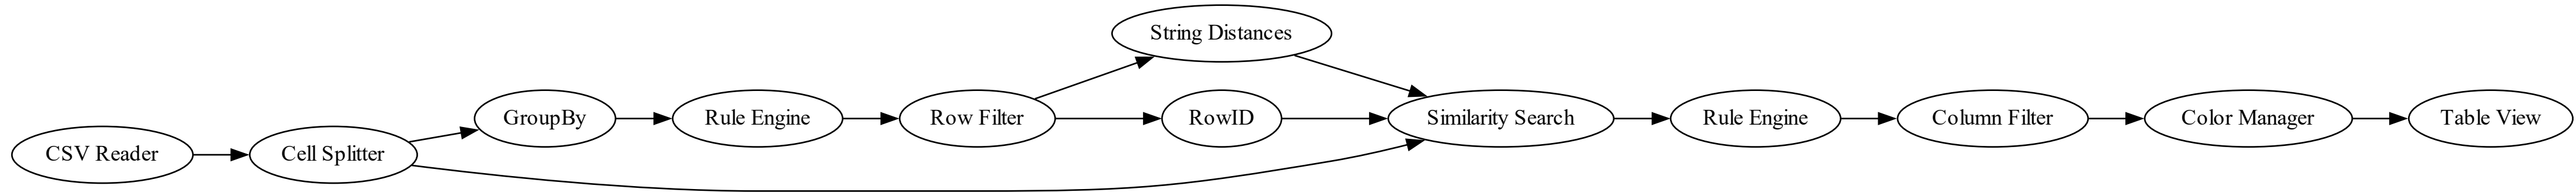 CSV Reader
Cell Splitter
GroupBy
Rule Engine
Row Filter
String Distances
RowID
Similarity Search
Rule Engine
Column Filter
Color Manager
Table View